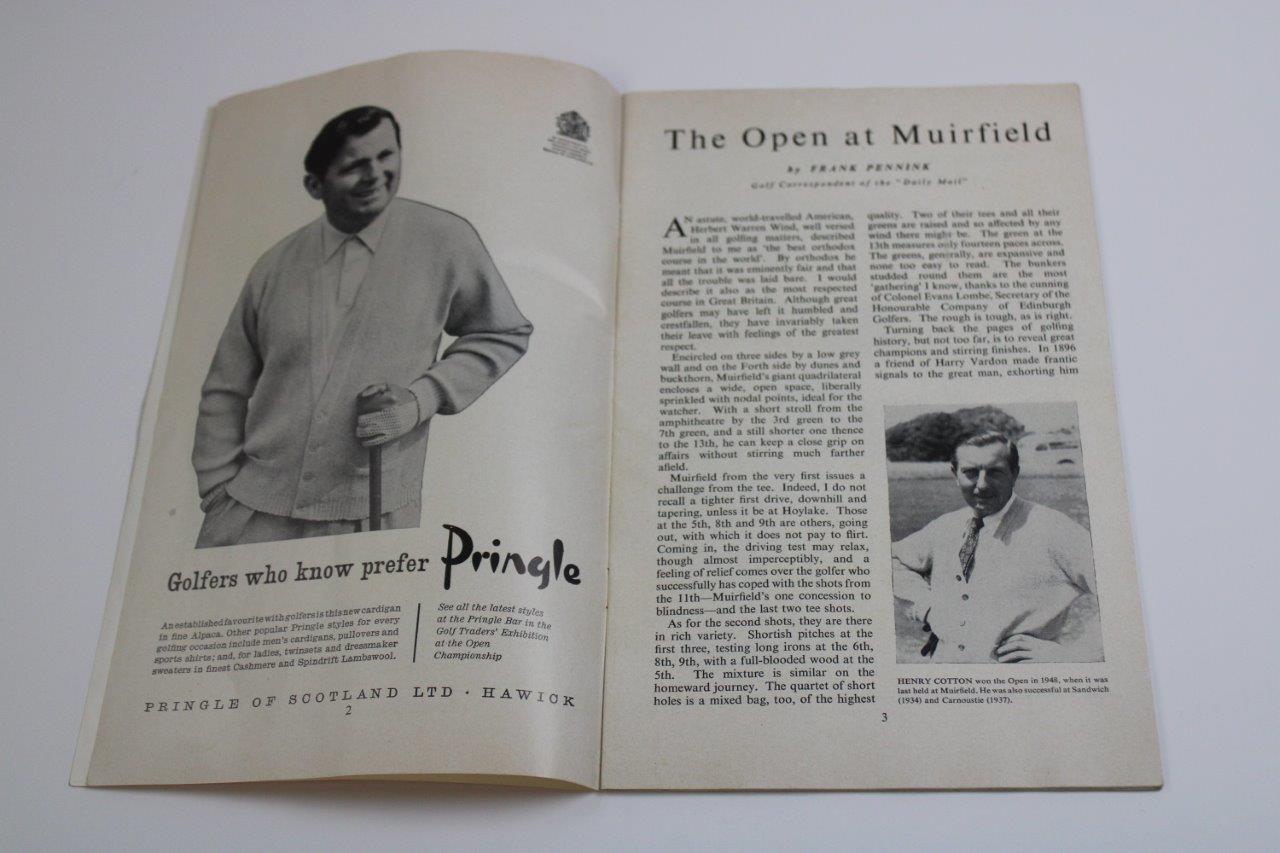 Golfers who know prefer Pringle
An established favourite with golfers is this new cardigan
in fine Alpaca. Other popular Pringle styles for every
golfing occasion include men's cardigans, pullovers and
sports shirts; and, for ladies, twinsets and dressmaker
sweaters in finest Cashmere and Spindrift Lambswool.
See all the latest styles
at the Pringle Bar in the
Golf Traders' Exhibition
at the Open
Championship
PRINGLE OF SCOTLAND LTD · HAWICK
2
The Open at Muirfield
by FRANK PENNINK
Golf Correspondent of the "Daily Mail"
AN astute, world-travelled American,
Herbert Warren Wind, well versed
in all golfing matters, described
Muirfield to me as 'the best orthodox
course in the world'. By orthodox he
meant that it was eminently fair and that
all the trouble was laid bare. I would
describe it also as the most respected
course in Great Britain. Although great
golfers may have left it humbled and
crestfallen, they have invariably taken
their leave with feelings of the greatest
respect.
Encircled on three sides by a low grey
wall and on the Forth side by dunes and
buckthorn, Muirfield's giant quadrilateral
encloses a wide, open space, liberally
sprinkled with nodal points, ideal for the
watcher. With a short stroll from the
amphitheatre by the 3rd green to the
7th green, and a still shorter one thence
to the 13th, he can keep a close grip on
affairs without stirring much farther
afield.
Muirfield from the very first issues a
challenge from the tee. Indeed, I do not
recall a tighter first drive, downhill and
tapering, unless it be at Hoylake. Those
at the 5th, 8th and 9th are others, going
out, with which it does not pay to flirt.
Coming in, the driving test may relax,
though almost imperceptibly, and a
feeling of relief comes over the golfer who
successfully has coped with the shots from
the 11th—Muirfield's one concession to
blindness—and the last two tee shots.
As for the second shots, they are there
in rich variety. Shortish pitches at the
first three, testing long irons at the 6th,
8th, 9th, with a full-blooded wood at the
5th. The mixture is similar on the
homeward journey. The quartet of short
holes is a mixed bag, too, of the highest
quality. Two of their tees and all their
greens are raised and so affected by any
wind there might be. The green at the
13th measures only fourteen paces across.
The greens, generally, are expansive and
none too easy to read. The bunkers
studded round them are the most
'gathering' I know, thanks to the cunning
of Colonel Evans Lombe, Secretary of the
Honourable Company of Edinburgh
Golfers. The rough is tough, as is right.
Turning back the pages of golfing
history, but not too far, is to reveal great
champions and stirring finishes. In 1896
a friend of Harry Vardon made frantic
signals to the great man, exhorting him
HENRY COTTON won the Open in 1948, when it was
last held at Muirfield. He was also successful at Sandwich
(1934) and Carnoustie (1937).
3